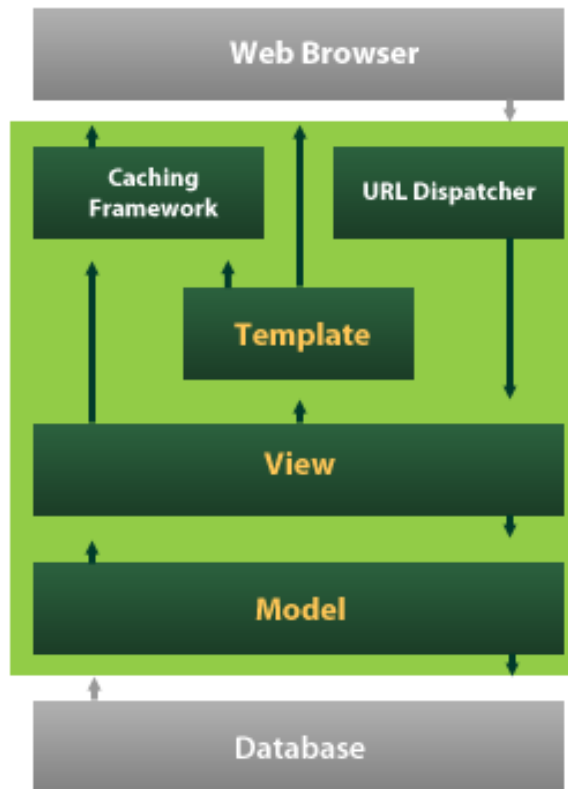 Web Browser
Caching
Framework
URL Dispatcher
Template
View
Model
Database